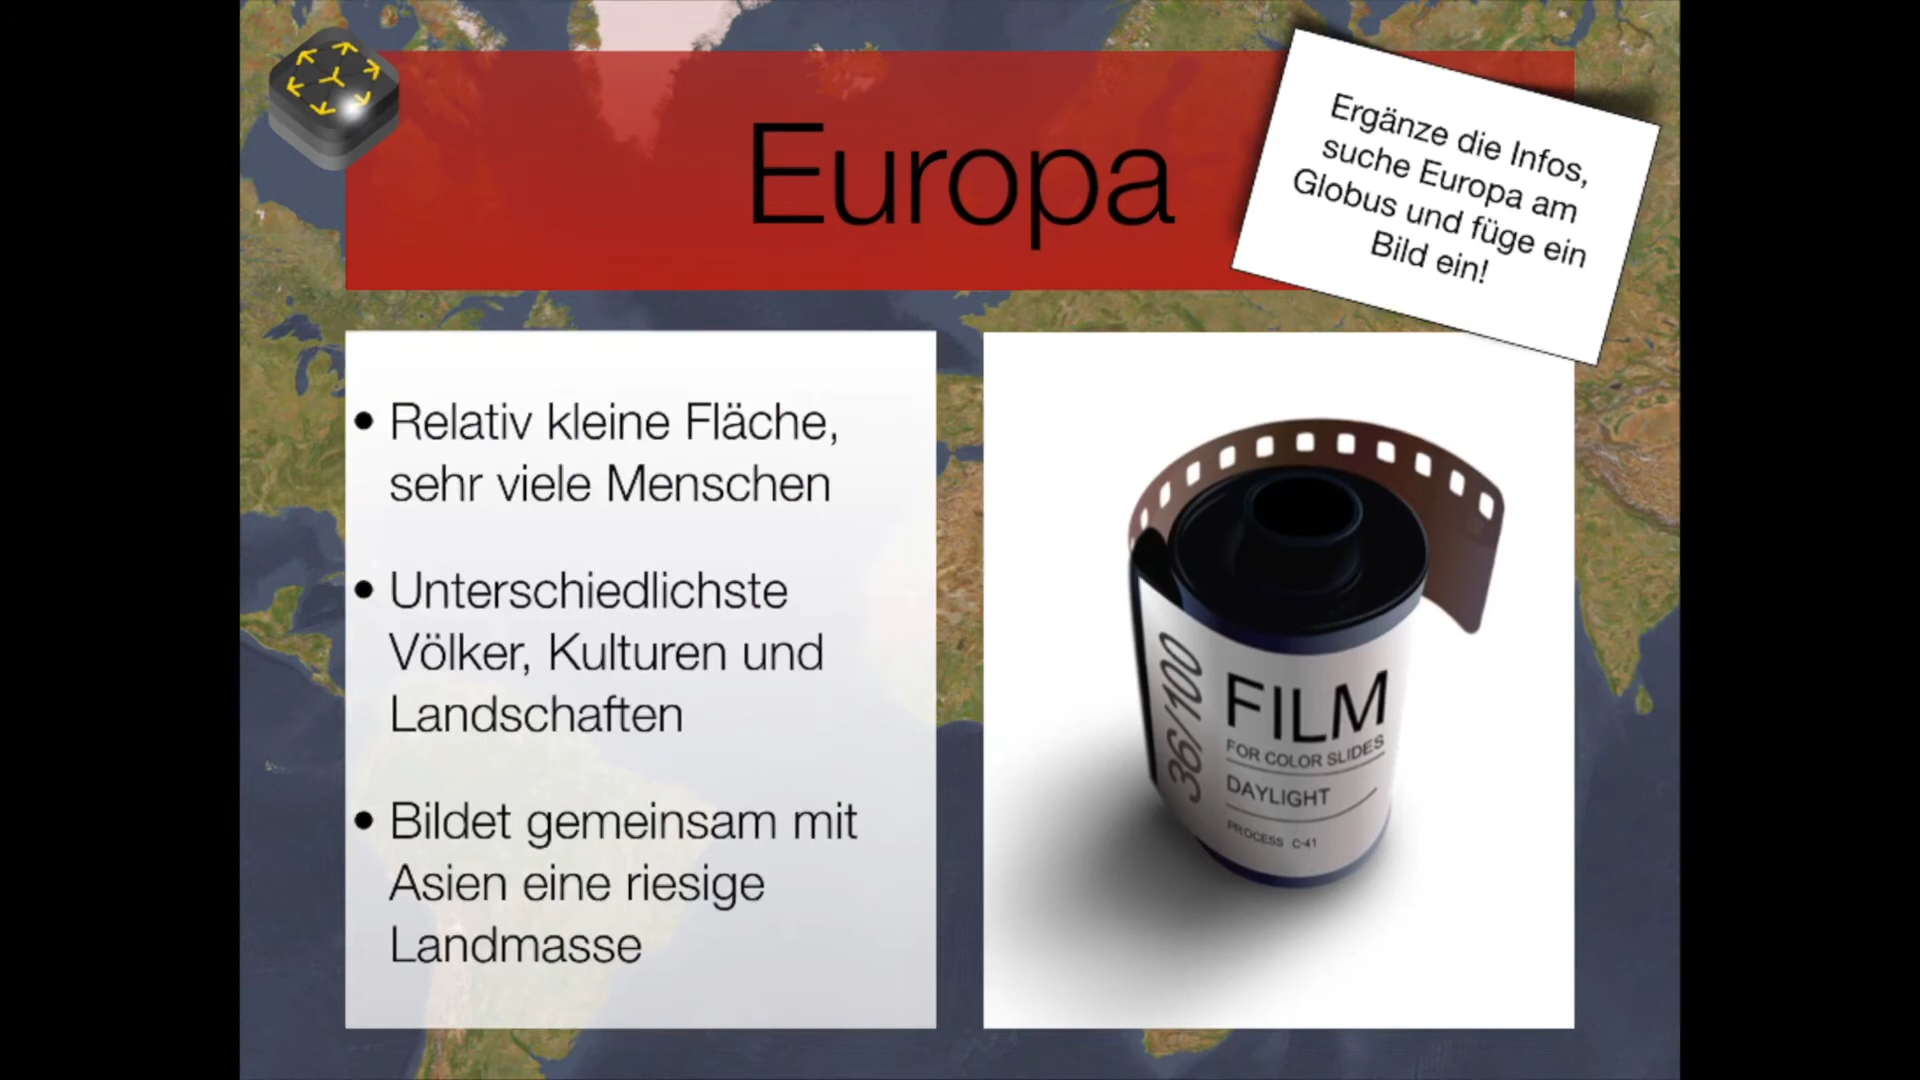 Europa
Ergänze die Infos,
suche Europa am
Globus und füge ein
Bild ein!
• Relativ kleine Fläche,
sehr viele Menschen
• Unterschiedlichste
Völker, Kulturen und
Landschaften
• Bildet gemeinsam mit
Asien eine riesige
Landmasse
36/100
FILM
FOR COLOR SLIDES
DAYLIGHT
PROCESS C-41